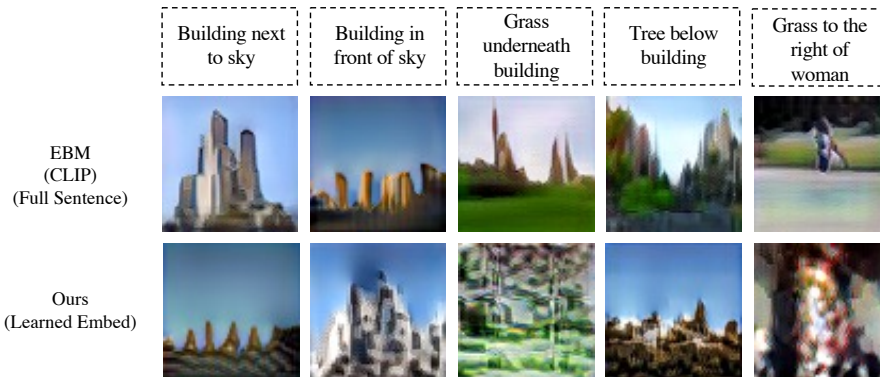 Building next
to sky
Building in
front of sky
Grass
underneath
building
Tree below
building
Grass to the
right of
woman
EBM
(CLIP)
(Full Sentence)
Ours
(Learned Embed)